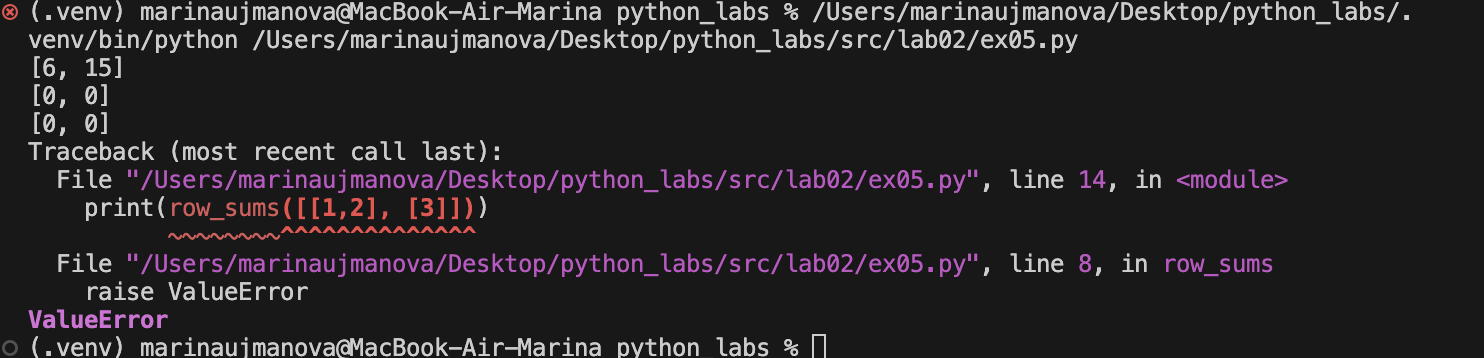 (.venv) marinaujmanova@MacBook-Air-Marina python_labs % /Users/marinaujmanova/Desktop/python_labs/.
venv/bin/python /Users/marinaujmanova/Desktop/python_labs/src/lab02/ex05.py
[6, 15]
[0, 0]
[0, 0]
Traceback (most recent call last):
  File "/Users/marinaujmanova/Desktop/python_labs/src/lab02/ex05.py", line 14, in <module>
    print(row_sums([[1,2], [3]]))
          ~~~~~~~~^^^^^^^^^^^^^^
  File "/Users/marinaujmanova/Desktop/python_labs/src/lab02/ex05.py", line 8, in row_sums
    raise ValueError
ValueError
(.venv) marinaujmanova@MacBook-Air-Marina python_labs %